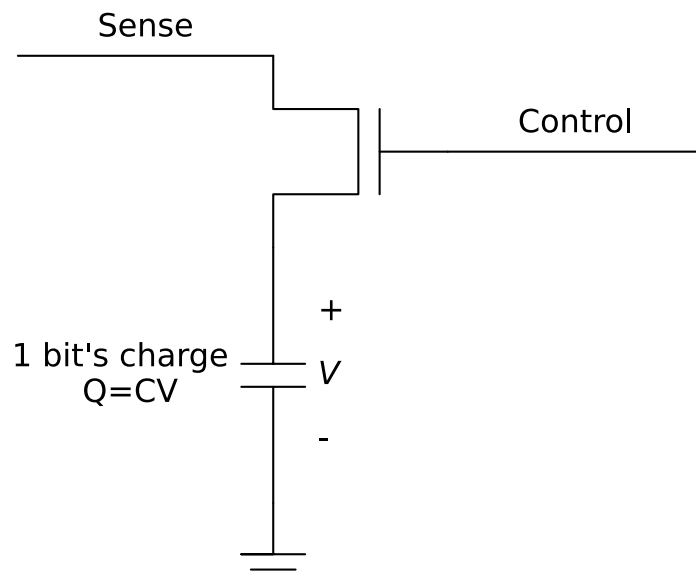 Sense
Control
+
1 bit's charge
V
Q=CV
-